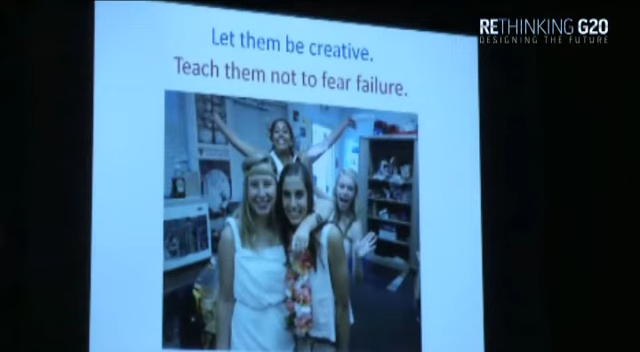 Let them be creative.
Teach them not to fear failure.
RETHINKING G20
DESIGNING THE FUTURE